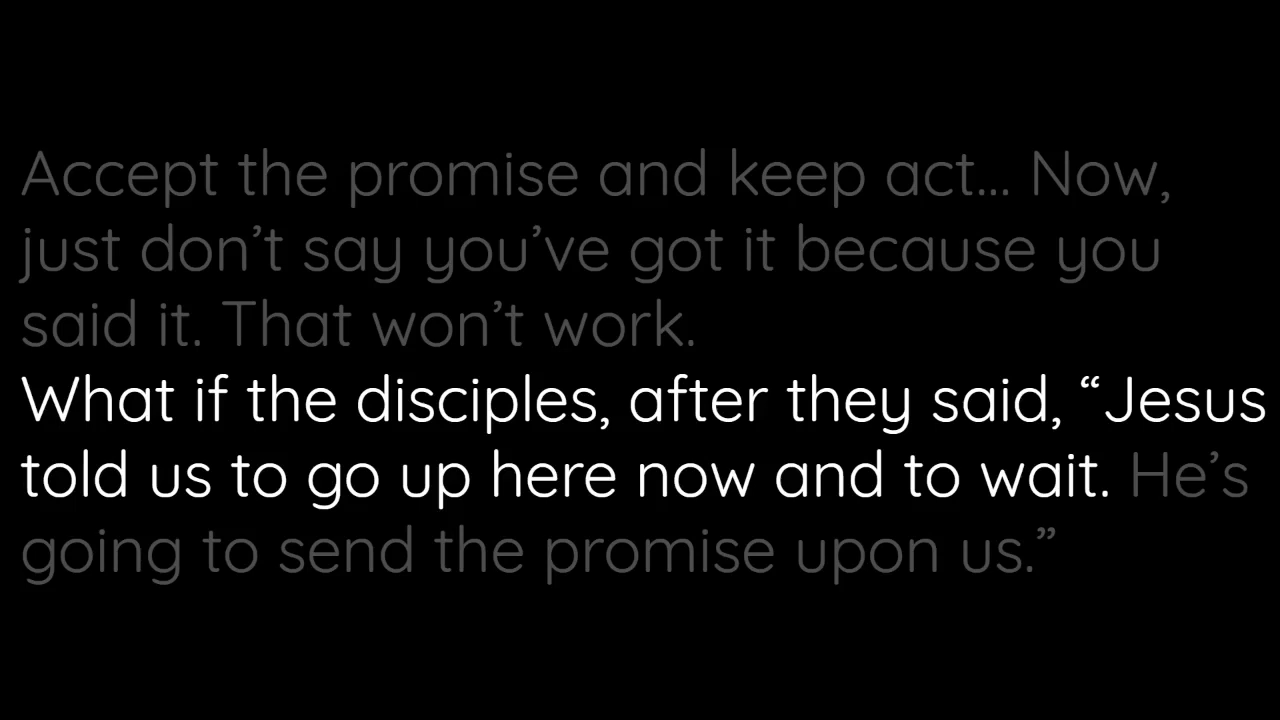 Accept the promise and keep act... Now,
just don’t say you’ve got it because you
said it. That won’t work.
What if the disciples, after they said, “Jesus
told us to go up here now and to wait. He’s
going to send the promise upon us.”